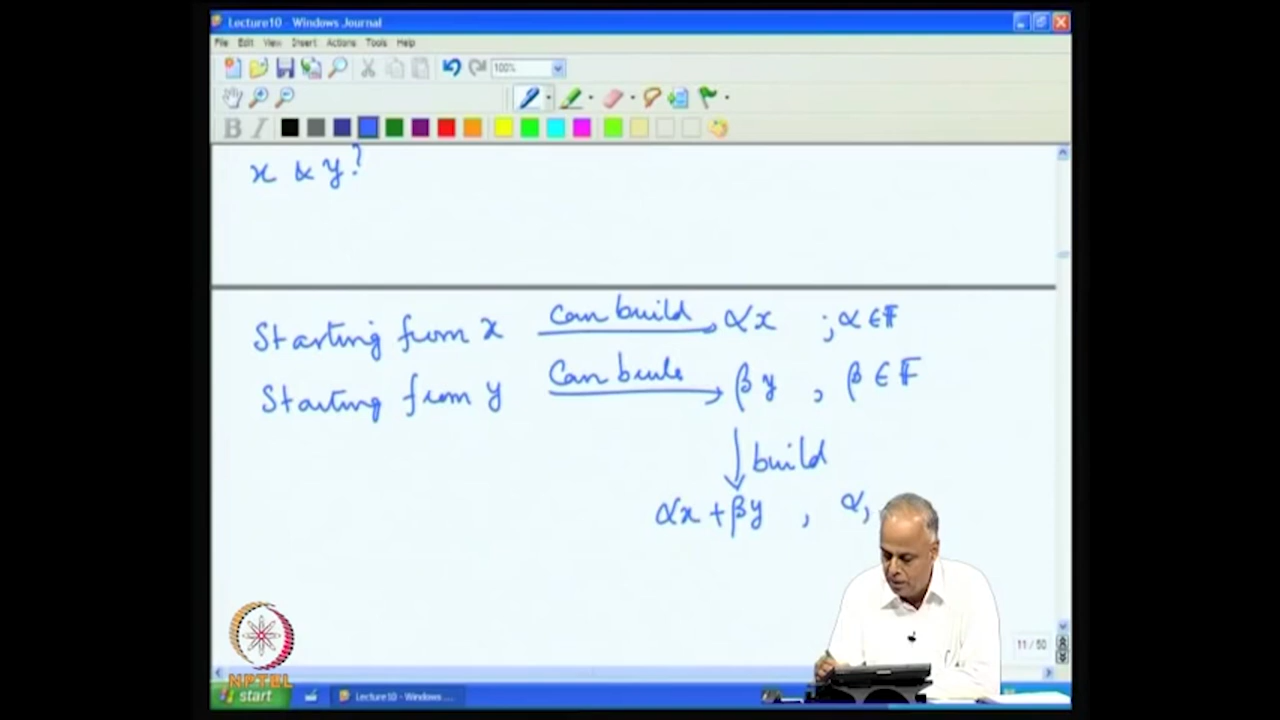 Lecture10 - Windows Journal
File Edit View Insert Actions Tools Help
100%
B I
x & y?
Starting from x can build αx ; α ∈ F
Starting from y Can buile βy , β ∈ F
build
αx + βy , α,
11 / 50
NPTEL
start Lecture10 - Windows ...